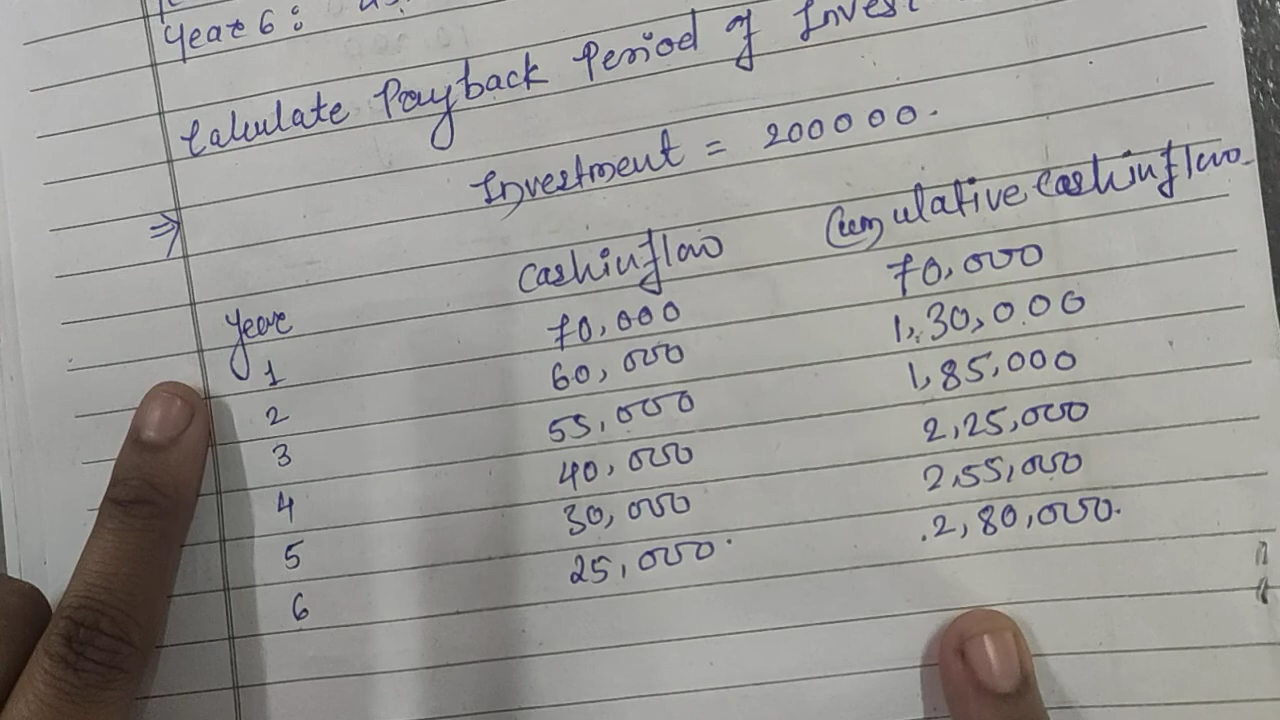 Year 6:
Calculate Payback Period of
Investment = 200000.
⇒
Year cashinflow Cumulative Cashinflow
1 70,000 70,000
2 60,000 1,30,000
3 55,000 1,85,000
4 40,000 2,25,000
5 30,000 2,55,000
6 25,000. 2,80,000.